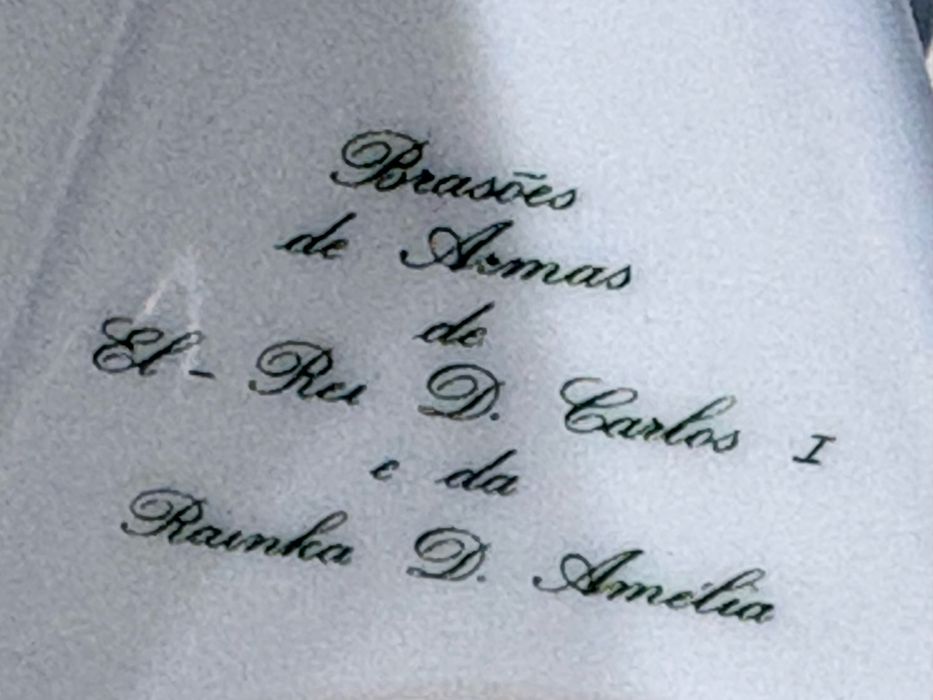 Brasões
de Armas
de
El - Rei D. Carlos I
e da
Rainha D. Amélia